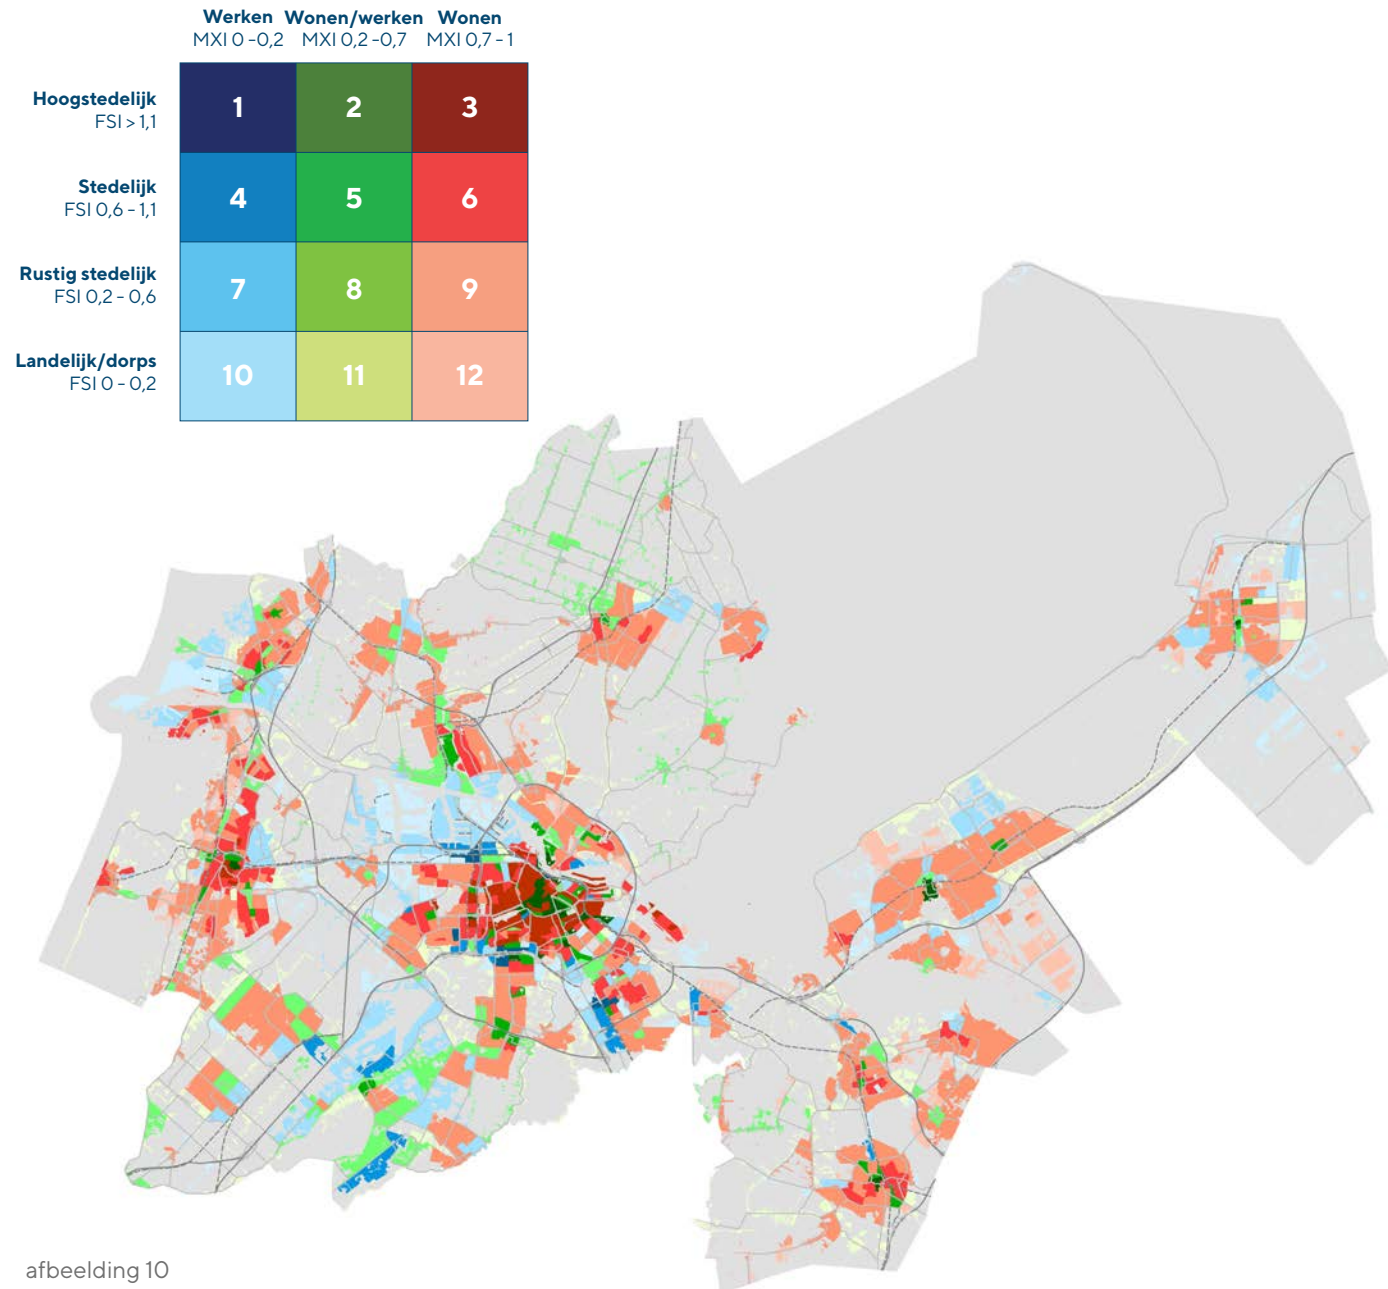 Werken Wonen/werken Wonen
MXI 0 -0,2 MXI 0,2 -0,7 MXI 0,7 - 1
Hoogstedelijk
FSI > 1,1
1 2 3
Stedelijk
FSI 0,6 - 1,1
4 5 6
Rustig stedelijk
FSI 0,2 - 0,6
7 8 9
Landelijk/dorps
FSI 0 - 0,2
10 11 12
afbeelding 10